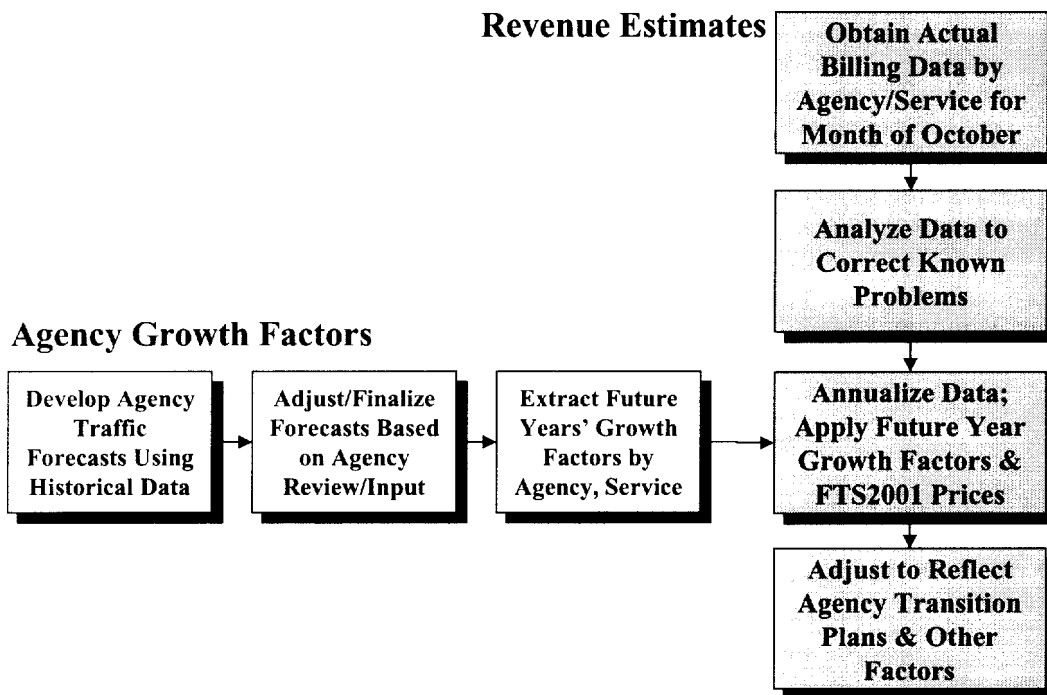 Revenue Estimates
Obtain Actual
Billing Data by
Agency/Service for
Month of October
Analyze Data to
Correct Known
Problems
Agency Growth Factors
Develop Agency
Traffic
Forecasts Using
Historical Data
Adjust/Finalize
Forecasts Based
on Agency
Review/Input
Extract Future
Years' Growth
Factors by
Agency, Service
Annualize Data;
Apply Future Year
Growth Factors &
FTS2001 Prices
Adjust to Reflect
Agency Transition
Plans & Other
Factors